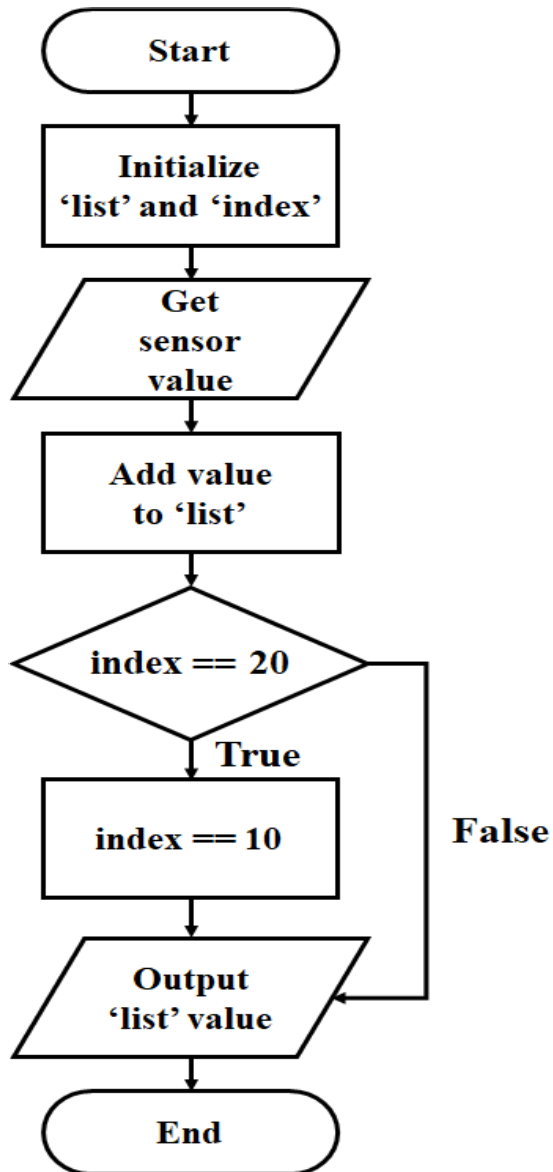 Start
Initialize
‘list’ and ‘index’
Get
sensor
value
Add value
to ‘list’
index == 20
True
index == 10
False
Output
‘list’ value
End